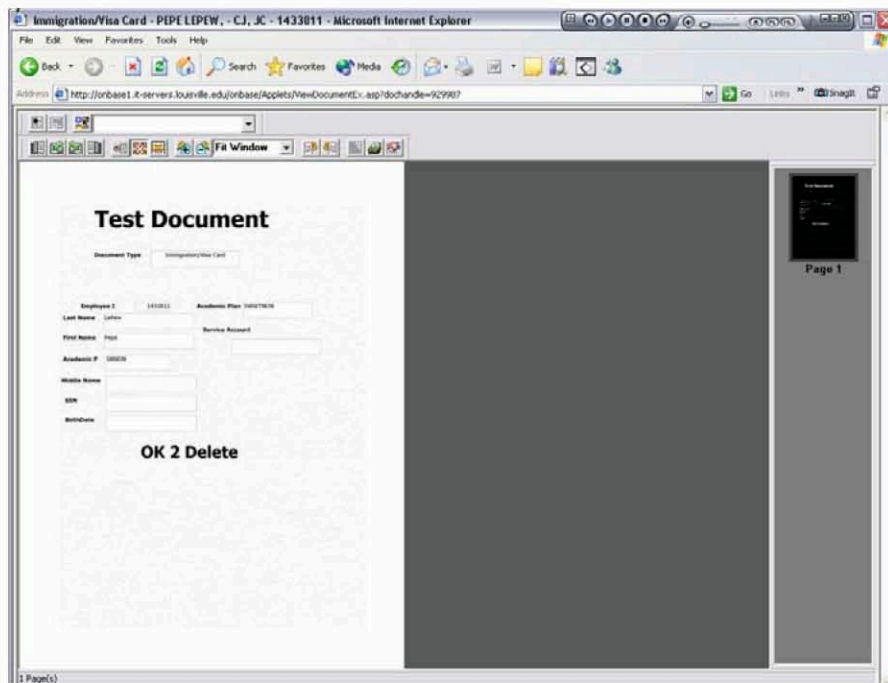 Immigration/Visa Card - PEPE LEPEW, - CJ, JC - 1433811 - Microsoft Internet Explorer
File Edit View Favorites Tools Help
Back Search Favorites Media
Address http://onbase1.it-servers.louisville.edu/onbase/Applets/ViewDocumentEx.asp?dochandle=929987 Go Links » SnagIt
Fit Window
Test Document
Document Type Immigration/Visa Card
Employee I 1433811 Academic Plan
Last Name Lepew
Service Account
First Name Pepe
Academic P
Middle Name
SSN
BirthDate
OK 2 Delete
Page 1
1 Page(s)